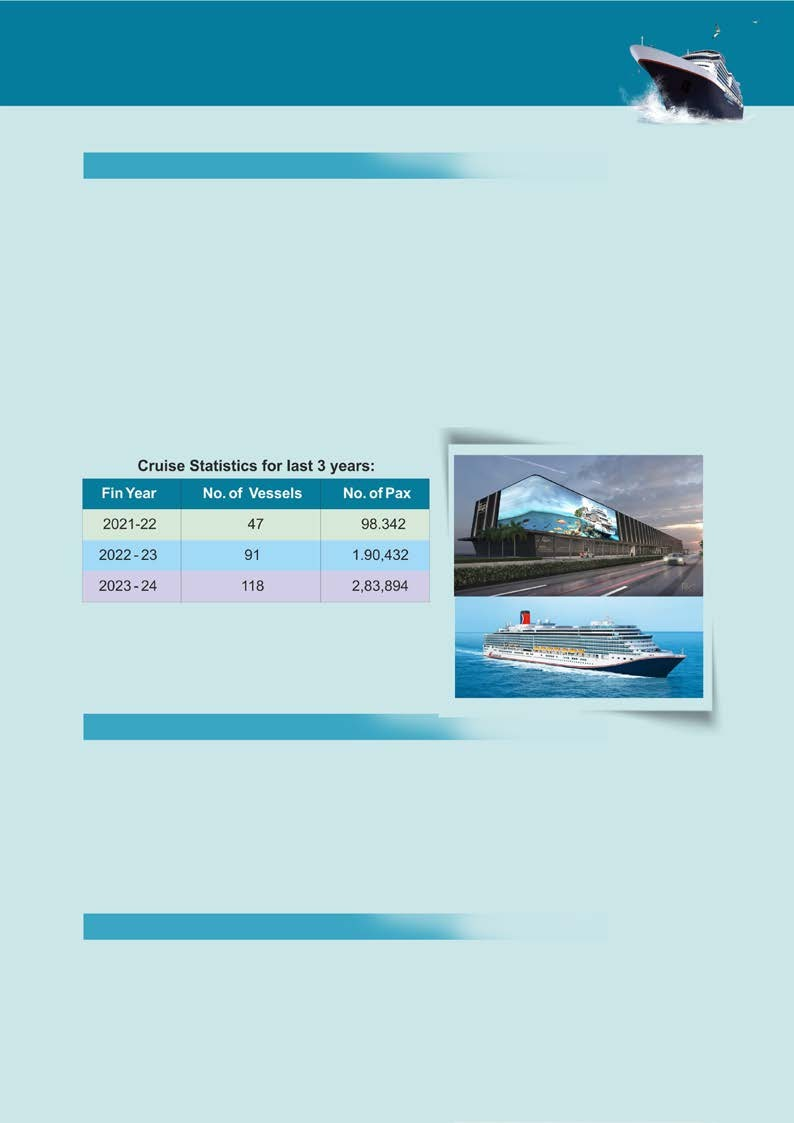 Cruise Statistics for last 3 years:
Fin Year No. of Vessels No. of Pax
2021-22 47 98.342
2022-23 91 1.90,432
2023-24 118 2,83,894